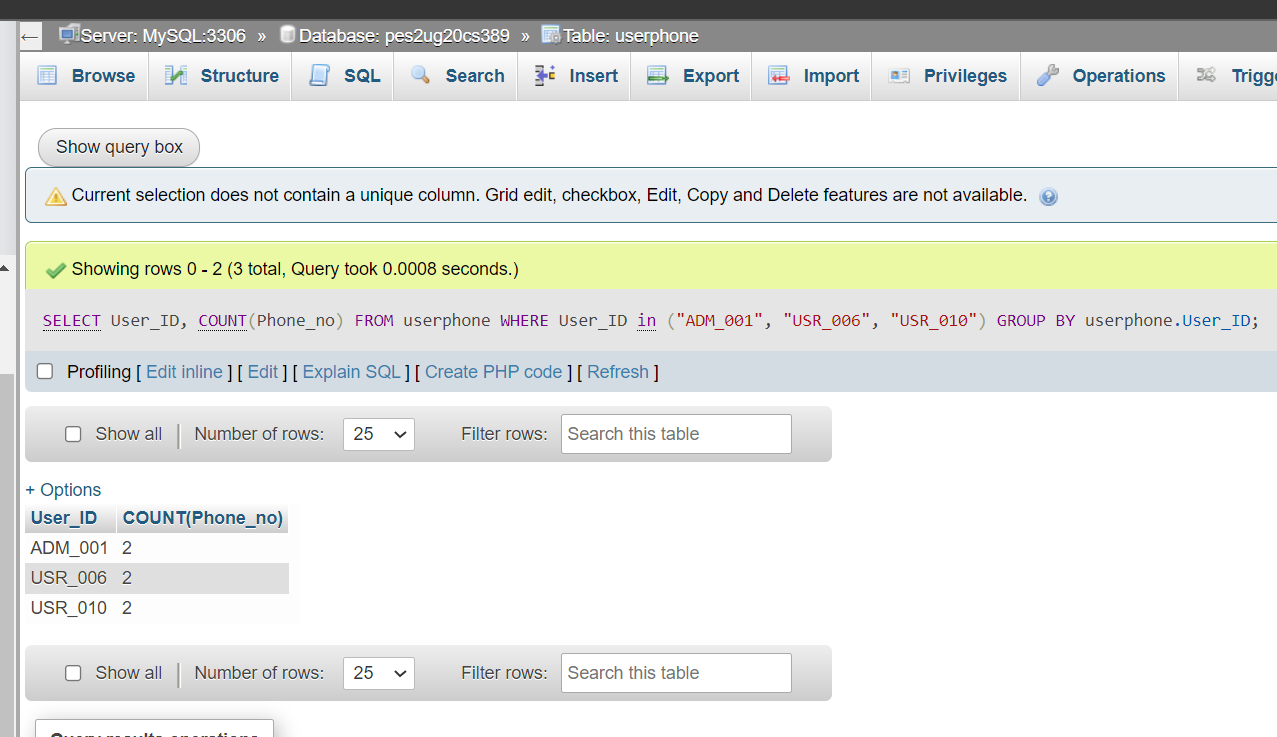 Server: MySQL:3306 » Database: pes2ug20cs389 » Table: userphone
Browse Structure SQL Search Insert Export Import Privileges Operations
Show query box
Current selection does not contain a unique column. Grid edit, checkbox, Edit, Copy and Delete features are not available.
Showing rows 0 - 2 (3 total, Query took 0.0008 seconds.)
SELECT User_ID, COUNT(Phone_no) FROM userphone WHERE User_ID in ("ADM_001", "USR_006", "USR_010") GROUP BY userphone.User_ID;
Profiling [ Edit inline ] [ Edit ] [ Explain SQL ] [ Create PHP code ] [ Refresh ]
Show all | Number of rows: 25 Filter rows: Search this table
+ Options
User_ID COUNT(Phone_no)
ADM_001 2
USR_006 2
USR_010 2
Show all | Number of rows: 25 Filter rows: Search this table
Query results operations